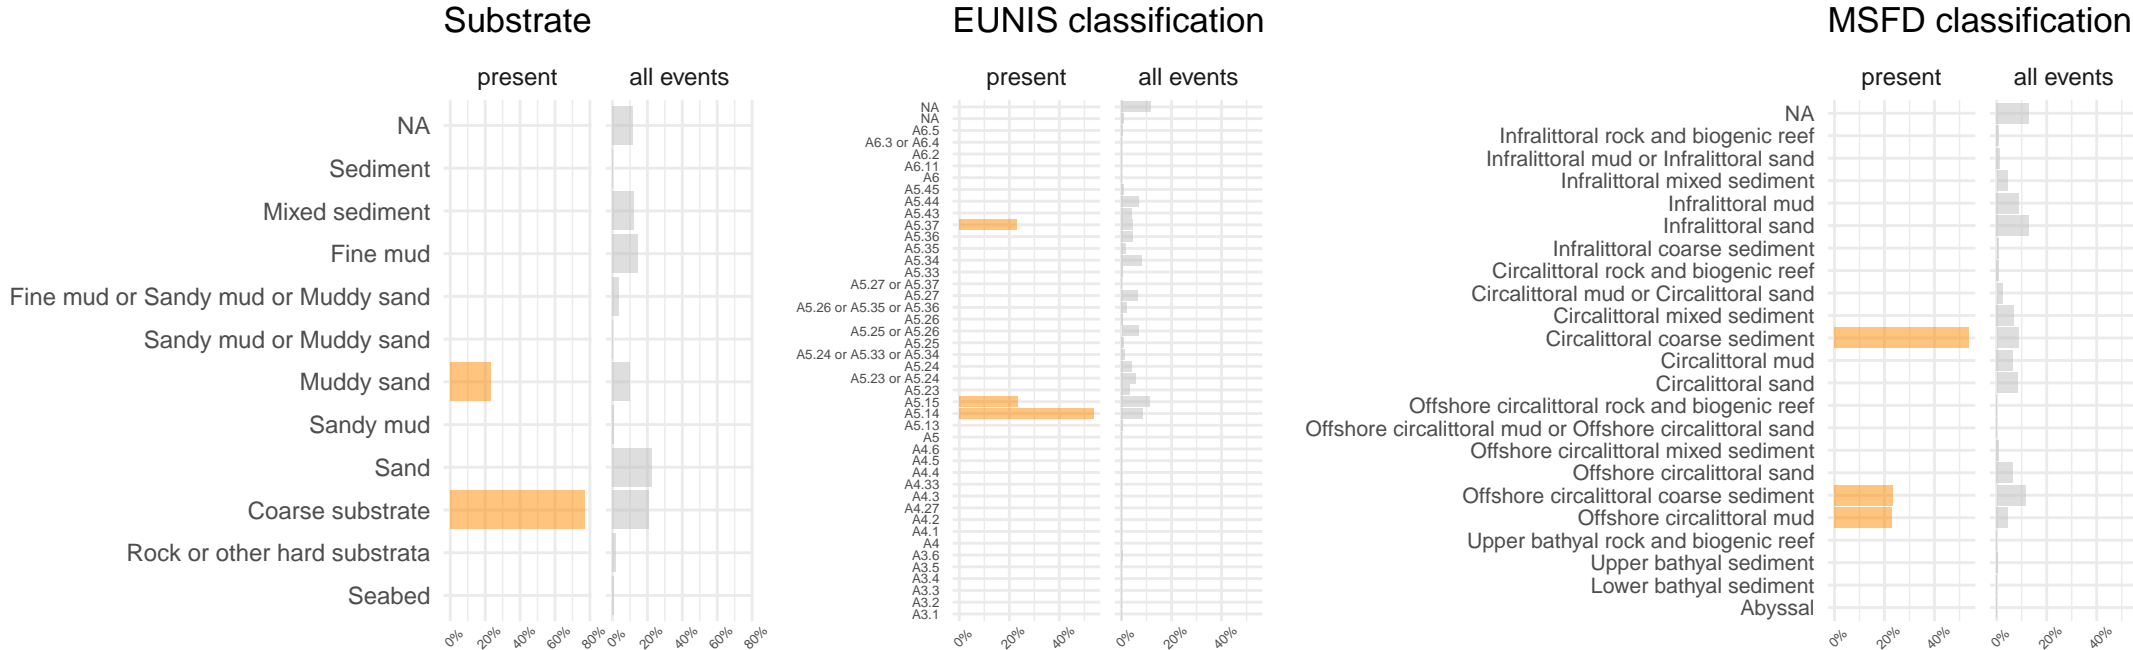 Substrate
EUNIS classification
MSFD classification
present
all events
present
all events
present
all events
NA
Sediment
Mixed sediment
Fine mud
Fine mud or Sandy mud or Muddy sand
Sandy mud or Muddy sand
Muddy sand
Sandy mud
Sand
Coarse substrate
Rock or other hard substrata
Seabed
0%
20%
40%
60%
80%
0%
20%
40%
60%
80%
NA
NA
A6.5
A6.3 or A6.4
A6.2
A6.11
A6
A5.45
A5.44
A5.43
A5.37
A5.36
A5.35
A5.34
A5.33
A5.27 or A5.37
A5.27
A5.26 or A5.35 or A5.36
A5.26
A5.25 or A5.26
A5.25
A5.24 or A5.33 or A5.34
A5.24
A5.23 or A5.24
A5.23
A5.15
A5.14
A5.13
A5
A4.6
A4.5
A4.4
A4.33
A4.3
A4.27
A4.2
A4.1
A4
A3.6
A3.5
A3.4
A3.3
A3.2
A3.1
0%
20%
40%
0%
20%
40%
NA
Infralittoral rock and biogenic reef
Infralittoral mud or Infralittoral sand
Infralittoral mixed sediment
Infralittoral mud
Infralittoral sand
Infralittoral coarse sediment
Circalittoral rock and biogenic reef
Circalittoral mud or Circalittoral sand
Circalittoral mixed sediment
Circalittoral coarse sediment
Circalittoral mud
Circalittoral sand
Offshore circalittoral rock and biogenic reef
Offshore circalittoral mud or Offshore circalittoral sand
Offshore circalittoral mixed sediment
Offshore circalittoral sand
Offshore circalittoral coarse sediment
Offshore circalittoral mud
Upper bathyal rock and biogenic reef
Upper bathyal sediment
Lower bathyal sediment
Abyssal
0%
20%
40%
0%
20%
40%